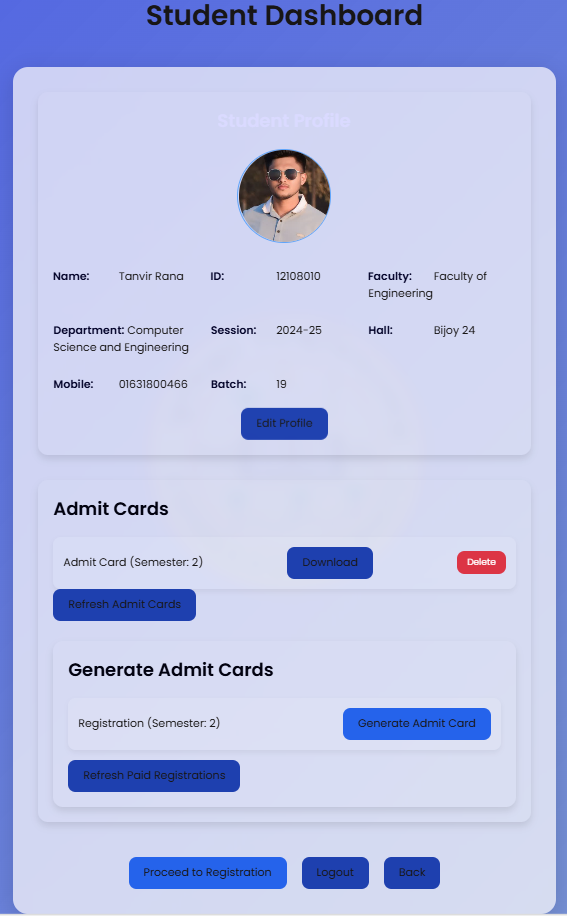 Student Dashboard
Student Profile
Name: Tanvir Rana ID: 12108010 Faculty: Faculty of
Engineering
Department: Computer Session: 2024-25 Hall: Bijoy 24
Science and Engineering
Mobile: 01631800466 Batch: 19
Edit Profile
Admit Cards
Admit Card (Semester: 2) Download Delete
Refresh Admit Cards
Generate Admit Cards
Registration (Semester: 2) Generate Admit Card
Refresh Paid Registrations
Proceed to Registration Logout Back